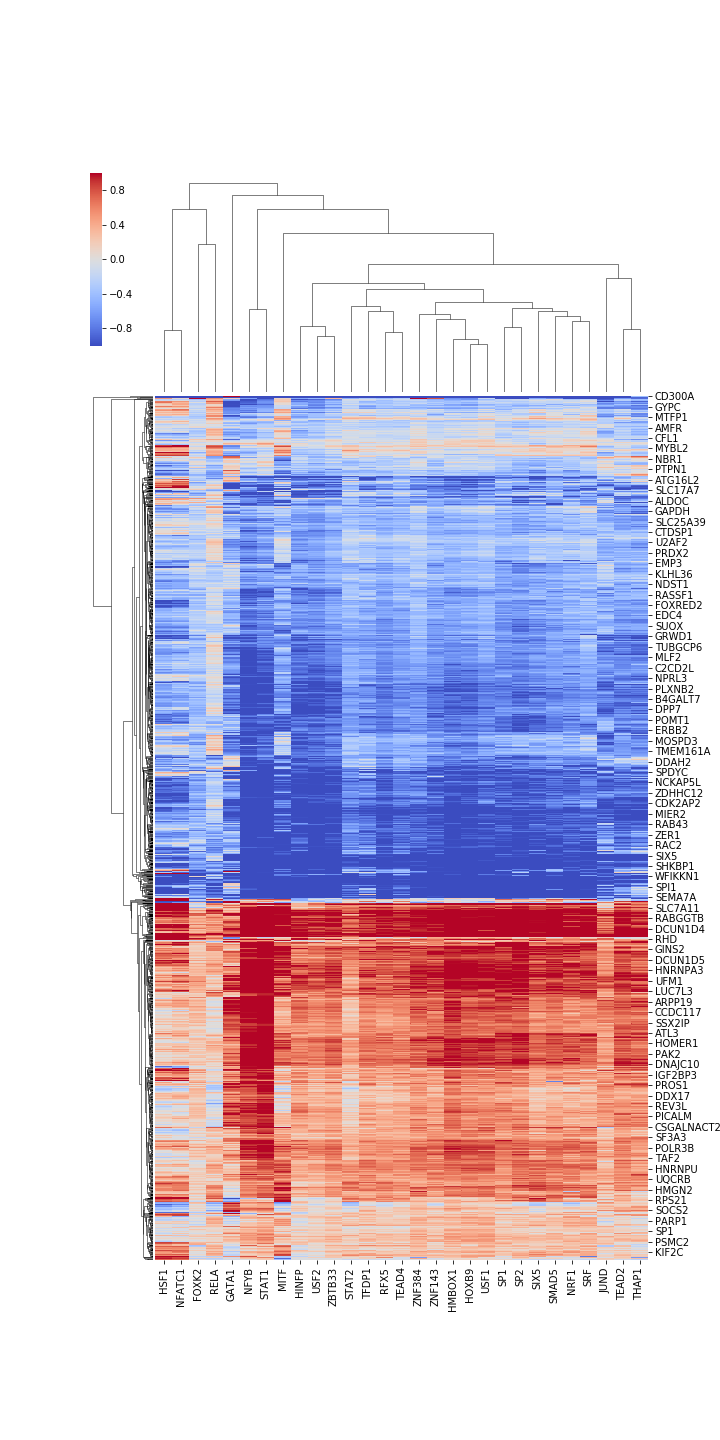 0.8
0.4
0.0
−0.4
−0.8
CD300A
GYPC
MTFP1
AMFR
CFL1
MYBL2
NBR1
PTPN1
ATG16L2
SLC17A7
ALDOC
GAPDH
SLC25A39
CTDSP1
U2AF2
PRDX2
EMP3
KLHL36
NDST1
RASSF1
FOXRED2
EDC4
SUOX
GRWD1
TUBGCP6
MLF2
C2CD2L
NPRL3
PLXNB2
B4GALT7
DPP7
POMT1
ERBB2
MOSPD3
TMEM161A
DDAH2
SPDYC
NCKAP5L
ZDHHC12
CDK2AP2
MIER2
RAB43
ZER1
RAC2
SIX5
SHKBP1
WFIKKN1
SPI1
SEMA7A
SLC7A11
RABGGTB
DCUN1D4
RHD
GINS2
DCUN1D5
HNRNPA3
UFM1
LUC7L3
ARPP19
CCDC117
SSX2IP
ATL3
HOMER1
PAK2
DNAJC10
IGF2BP3
PROS1
DDX17
REV3L
PICALM
CSGALNACT2
SF3A3
POLR3B
TAF2
HNRNPU
UQCRB
HMGN2
RPS21
SOCS2
PARP1
SP1
PSMC2
KIF2C
HSF1
NFATC1
FOXK2
RELA
GATA1
NFYB
STAT1
MITF
HINFP
USF2
ZBTB33
STAT2
TFDP1
RFX5
TEAD4
ZNF384
ZNF143
HMBOX1
HOXB9
USF1
SP1
SP2
SIX5
SMAD5
NRF1
SRF
JUND
TEAD2
THAP1